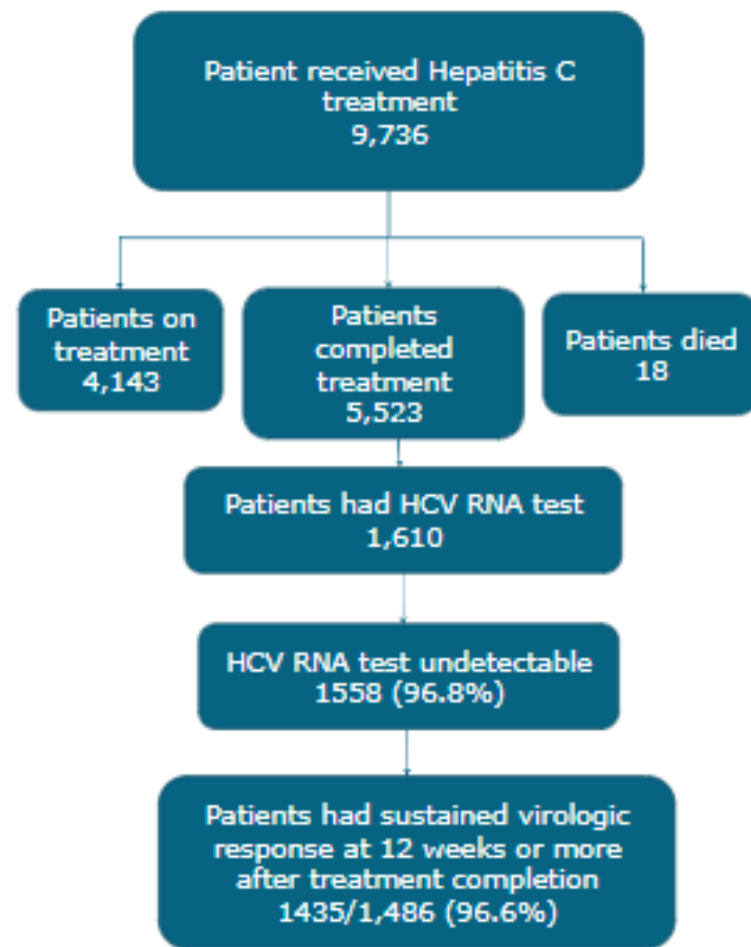 Patient received Hepatitis C
treatment
9,736
Patients on
treatment
4,143
Patients
completed
treatment
5,523
Patients died
18
Patients had HCV RNA test
1,610
HCV RNA test undetectable
1558 (96.8%)
Patients had sustained virologic
response at 12 weeks or more
after treatment completion
1435/1,486 (96.6%)